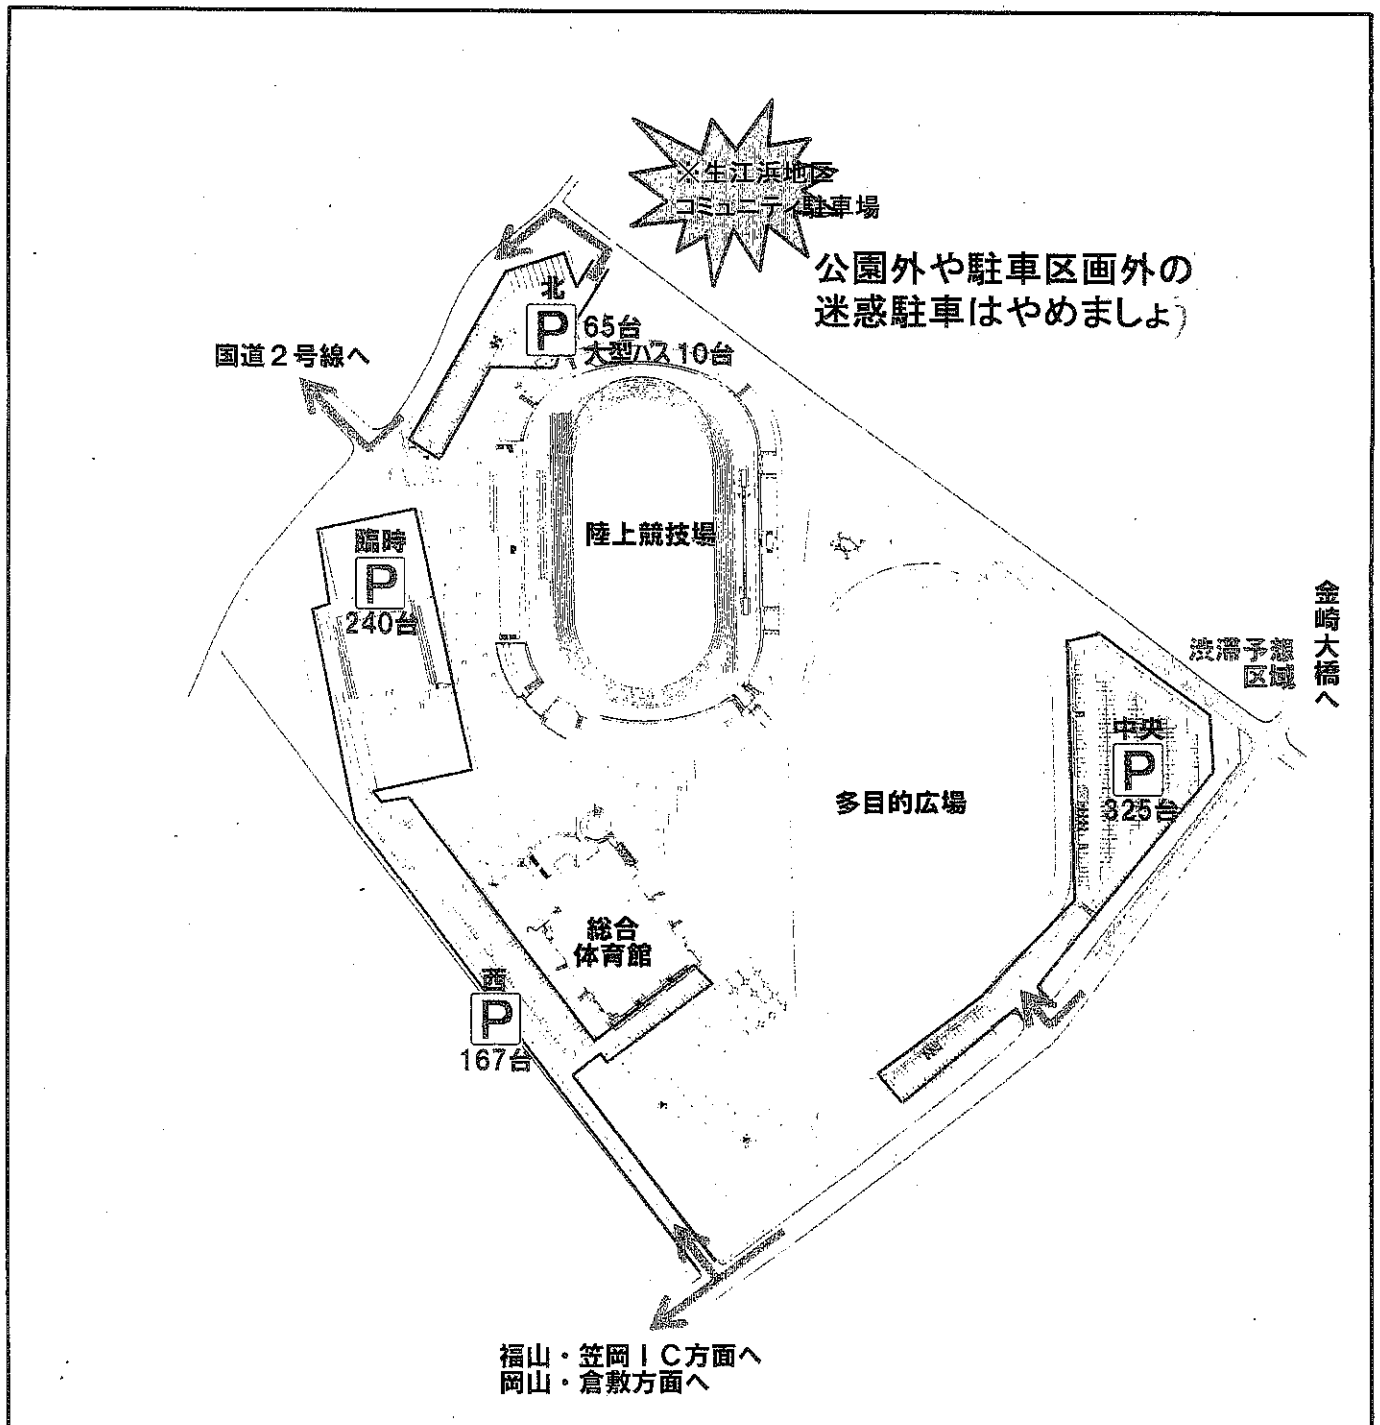 ※生江浜地区
コミュニティ駐車場
公園外や駐車区画外の
迷惑駐車はやめましょ
北
P
65台
大型バス10台
国道2号線へ
陸上競技場
臨時
P
240台
金崎大橋へ
渋滞予想
区域
中央
P
325台
多目的広場
総合
体育館
西
P
167台
福山・笠岡IC方面へ
岡山・倉敷方面へ